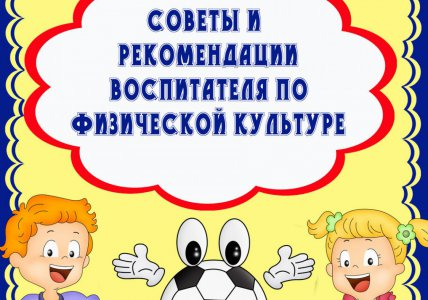 СОВЕТЫ И
РЕКОМЕНДАЦИИ
ВОСПИТАТЕЛЯ ПО
ФИЗИЧЕСКОЙ КУЛЬТУРЕ